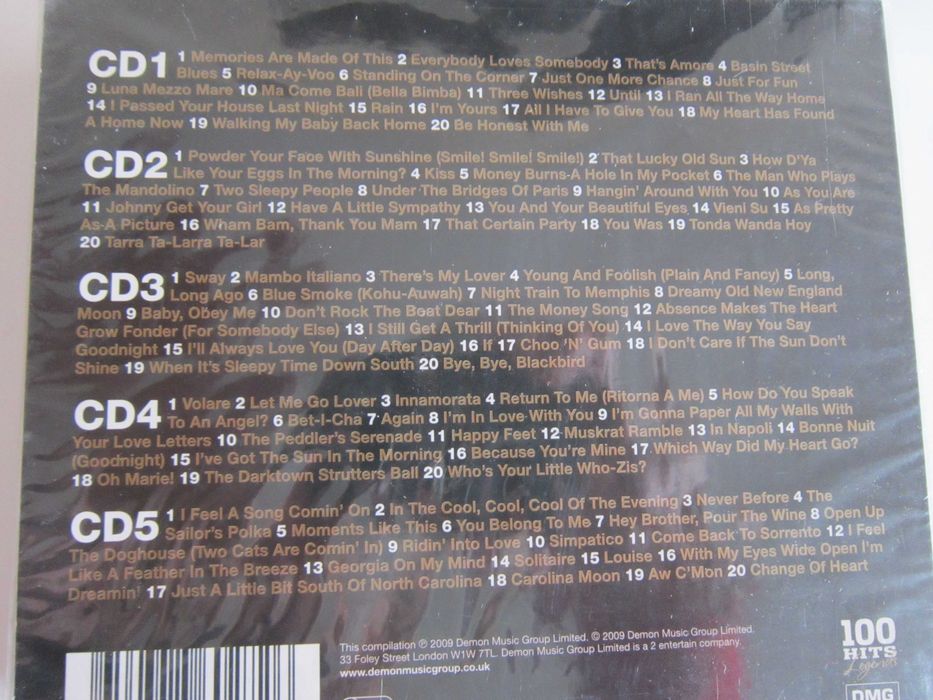 CD1 1 Memories Are Made Of This 2 Everybody Loves Somebody 3 That's Amore 4 Basin Street
Blues 5 Relax-Ay-Voo 6 Standing On The Corner 7 Just One More Chance 8 Just For Fun
9 Luna Mezzo Mare 10 Ma Come Bali (Bella Bimba) 11 Three Wishes 12 Until 13 I Ran All The Way Home
14 I Passed Your House Last Night 15 Rain 16 I'm Yours 17 All I Have To Give You 18 My Heart Has Found
A Home Now 19 Walking My Baby Back Home 20 Be Honest With Me
CD2 1 Powder Your Face With Sunshine (Smile! Smile! Smile!) 2 That Lucky Old Sun 3 How D'Ya
Like Your Eggs In The Morning? 4 Kiss 5 Money Burns-A Hole In My Pocket 6 The Man Who Plays
The Mandolino 7 Two Sleepy People 8 Under The Bridges Of Paris 9 Hangin' Around With You 10 As You Are
11 Johnny Get Your Girl 12 Have A Little Sympathy 13 You And Your Beautiful Eyes 14 Vieni Su 15 As Pretty
As-A Picture 16 Wham Bam, Thank You Mam 17 That Certain Party 18 You Was 19 Tonda Wanda Hoy
20 Tarra Ta-Larra Ta-Lar
CD3 1 Sway 2 Mambo Italiano 3 There's My Lover 4 Young And Foolish (Plain And Fancy) 5 Long,
Long Ago 6 Blue Smoke (Kohu-Auwah) 7 Night Train To Memphis 8 Dreamy Old New England
Moon 9 Baby, Obey Me 10 Don't Rock The Boat Dear 11 The Money Song 12 Absence Makes The Heart
Grow Fonder (For Somebody Else) 13 I Still Get A Thrill (Thinking Of You) 14 I Love The Way You Say
Goodnight 15 I'll Always Love You (Day After Day) 16 If 17 Choo 'N' Gum 18 I Don't Care If The Sun Don't
Shine 19 When It's Sleepy Time Down South 20 Bye, Bye, Blackbird
CD4 1 Volare 2 Let Me Go Lover 3 Innamorata 4 Return To Me (Ritorna A Me) 5 How Do You Speak
To An Angel? 6 Bet-I-Cha 7 Again 8 I'm In Love With You 9 I'm Gonna Paper All My Walls With
Your Love Letters 10 The Peddler's Serenade 11 Happy Feet 12 Muskrat Ramble 13 In Napoli 14 Bonne Nuit
(Goodnight) 15 I've Got The Sun In The Morning 16 Because You're Mine 17 Which Way Did My Heart Go?
18 Oh Marie! 19 The Darktown Strutters Ball 20 Who's Your Little Who-Zis?
CD5 1 I Feel A Song Comin' On 2 In The Cool, Cool, Cool Of The Evening 3 Never Before 4 The
Sailor's Polka 5 Moments Like This 6 You Belong To Me 7 Hey Brother, Pour The Wine 8 Open Up
The Doghouse (Two Cats Are Comin' In) 9 Ridin' Into Love 10 Simpatico 11 Come Back To Sorrento 12 I Feel
Like A Feather In The Breeze 13 Georgia On My Mind 14 Solitaire 15 Louise 16 With My Eyes Wide Open I'm
Dreamin' 17 Just A Little Bit South Of North Carolina 18 Carolina Moon 19 Aw C'Mon 20 Change Of Heart
This compilation ℗ 2009 Demon Music Group Limited. © 2009 Demon Music Group Limited.
33 Foley Street London W1W 7TL. Demon Music Group Limited is a 2 entertain company.
www.demonmusicgroup.co.uk
100
HITS
Legends
DMG